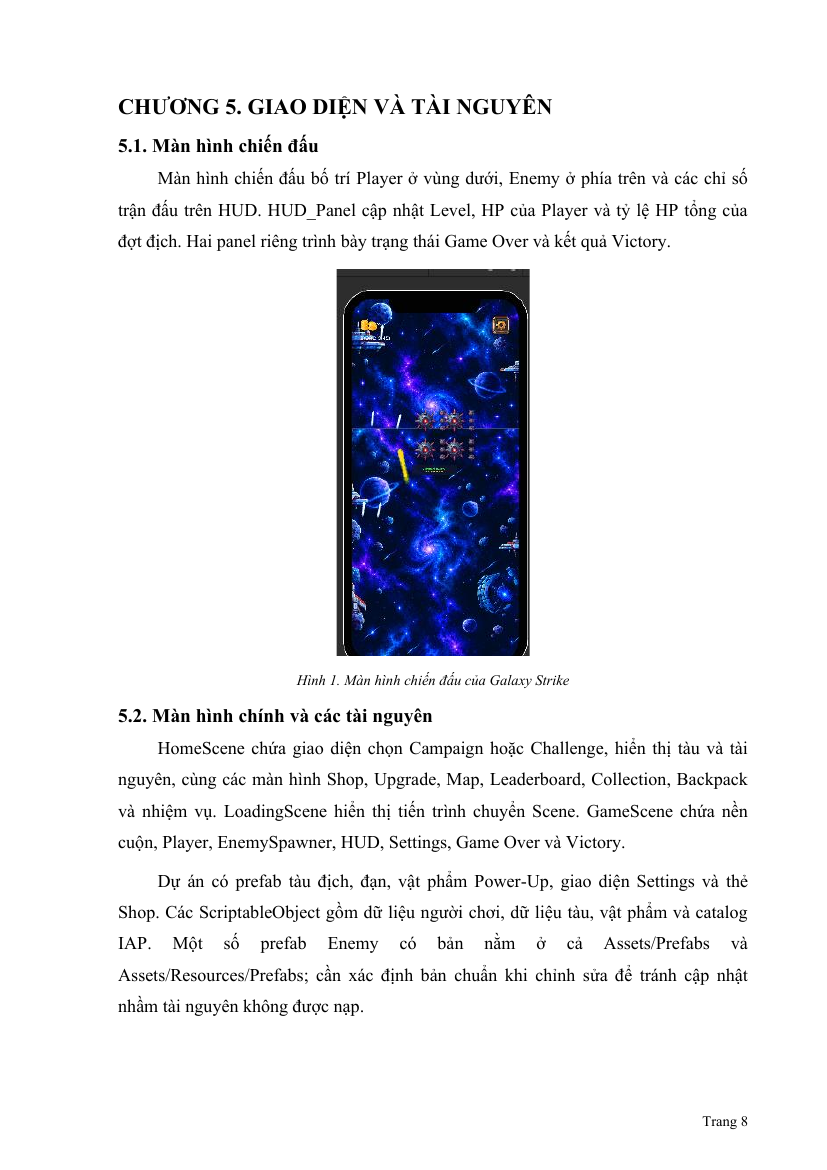 CHƯƠNG 5. GIAO DIỆN VÀ TÀI NGUYÊN
5.1. Màn hình chiến đấu
Màn hình chiến đấu bố trí Player ở vùng dưới, Enemy ở phía trên và các chỉ số
trận đấu trên HUD. HUD_Panel cập nhật Level, HP của Player và tỷ lệ HP tổng của
đợt địch. Hai panel riêng trình bày trạng thái Game Over và kết quả Victory.
Hình 1. Màn hình chiến đấu của Galaxy Strike
5.2. Màn hình chính và các tài nguyên
HomeScene chứa giao diện chọn Campaign hoặc Challenge, hiển thị tàu và tài
nguyên, cùng các màn hình Shop, Upgrade, Map, Leaderboard, Collection, Backpack
và nhiệm vụ. LoadingScene hiển thị tiến trình chuyển Scene. GameScene chứa nền
cuộn, Player, EnemySpawner, HUD, Settings, Game Over và Victory.
Dự án có prefab tàu địch, đạn, vật phẩm Power-Up, giao diện Settings và thẻ
Shop. Các ScriptableObject gồm dữ liệu người chơi, dữ liệu tàu, vật phẩm và catalog
IAP. Một số prefab Enemy có bản nằm ở cả Assets/Prefabs và
Assets/Resources/Prefabs; cần xác định bản chuẩn khi chỉnh sửa để tránh cập nhật
nhầm tài nguyên không được nạp.
Trang 8